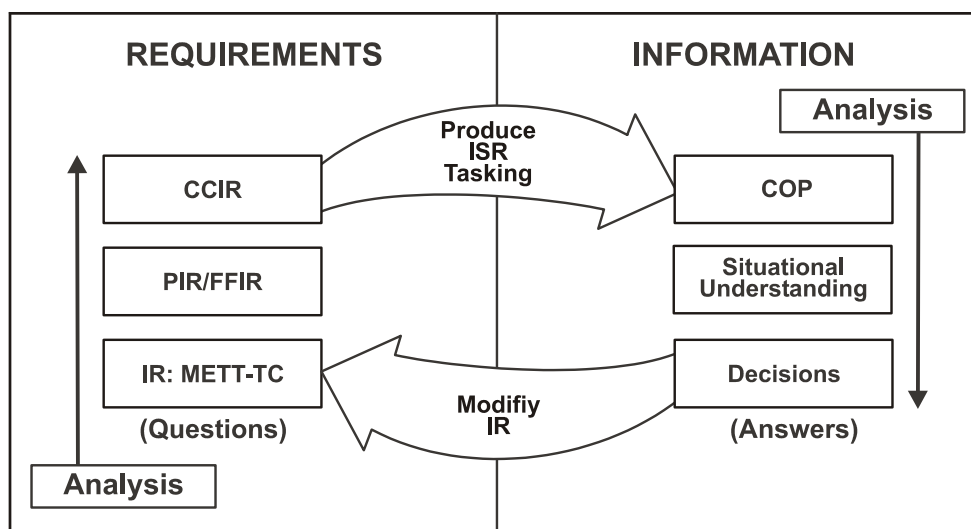 REQUIREMENTS
INFORMATION
Analysis
Produce
ISR
Tasking
CCIR
COP
PIR/FFIR
Situational
Understanding
IR: METT-TC
Decisions
(Questions)
Modifiy
IR
(Answers)
Analysis